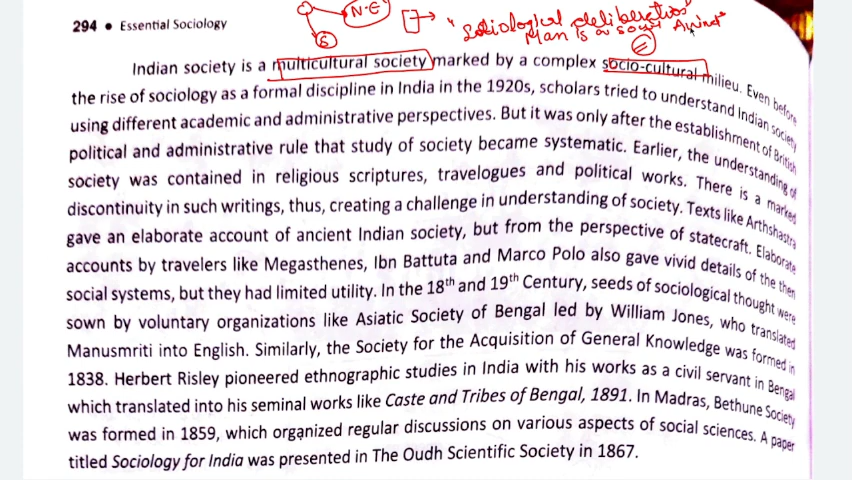 N.E
S
"Sociological deliberation"
Man is a social Animal
294 • Essential Sociology
Indian society is a multicultural society marked by a complex socio-cultural milieu. Even before
the rise of sociology as a formal discipline in India in the 1920s, scholars tried to understand Indian society
using different academic and administrative perspectives. But it was only after the establishment of British
political and administrative rule that study of society became systematic. Earlier, the understanding of
society was contained in religious scriptures, travelogues and political works. There is a marked
discontinuity in such writings, thus, creating a challenge in understanding of society. Texts like Arthshastra
gave an elaborate account of ancient Indian society, but from the perspective of statecraft. Elaborate
accounts by travelers like Megasthenes, Ibn Battuta and Marco Polo also gave vivid details of the then
social systems, but they had limited utility. In the 18th and 19th Century, seeds of sociological thought were
sown by voluntary organizations like Asiatic Society of Bengal led by William Jones, who translated
Manusmriti into English. Similarly, the Society for the Acquisition of General Knowledge was formed in
1838. Herbert Risley pioneered ethnographic studies in India with his works as a civil servant in Bengal
which translated into his seminal works like Caste and Tribes of Bengal, 1891. In Madras, Bethune Society
was formed in 1859, which organized regular discussions on various aspects of social sciences. A paper
titled Sociology for India was presented in The Oudh Scientific Society in 1867.